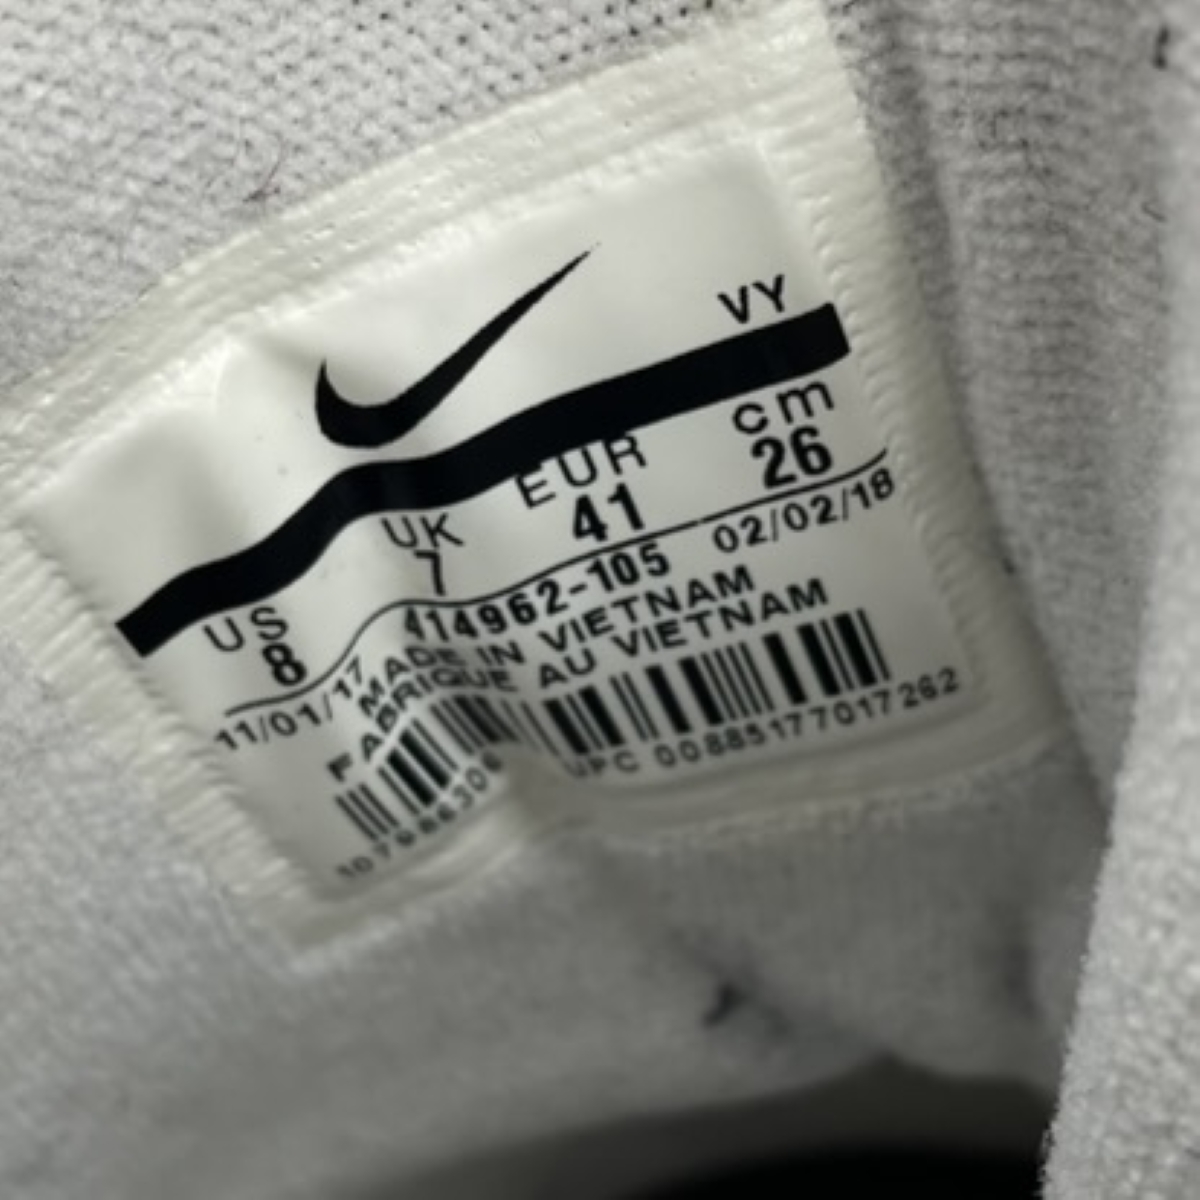 VY
US UK EUR cm
8 7 41 26
11/01/17 414962-105 02/02/18
MADE IN VIETNAM
FABRIQUE AU VIETNAM
UPC 00885177017262